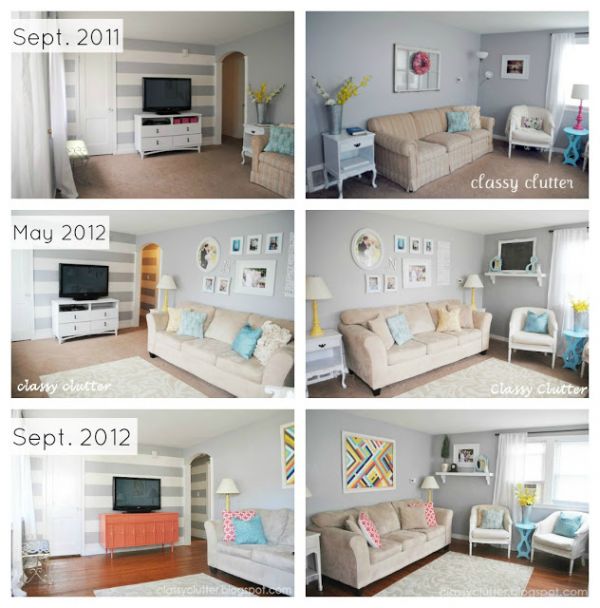 Sept. 2011
classy clutter
May 2012
classy clutter
Classy Clutter
Sept. 2012
classyclutter.blogspot.com
classyclutter.blogspot.com